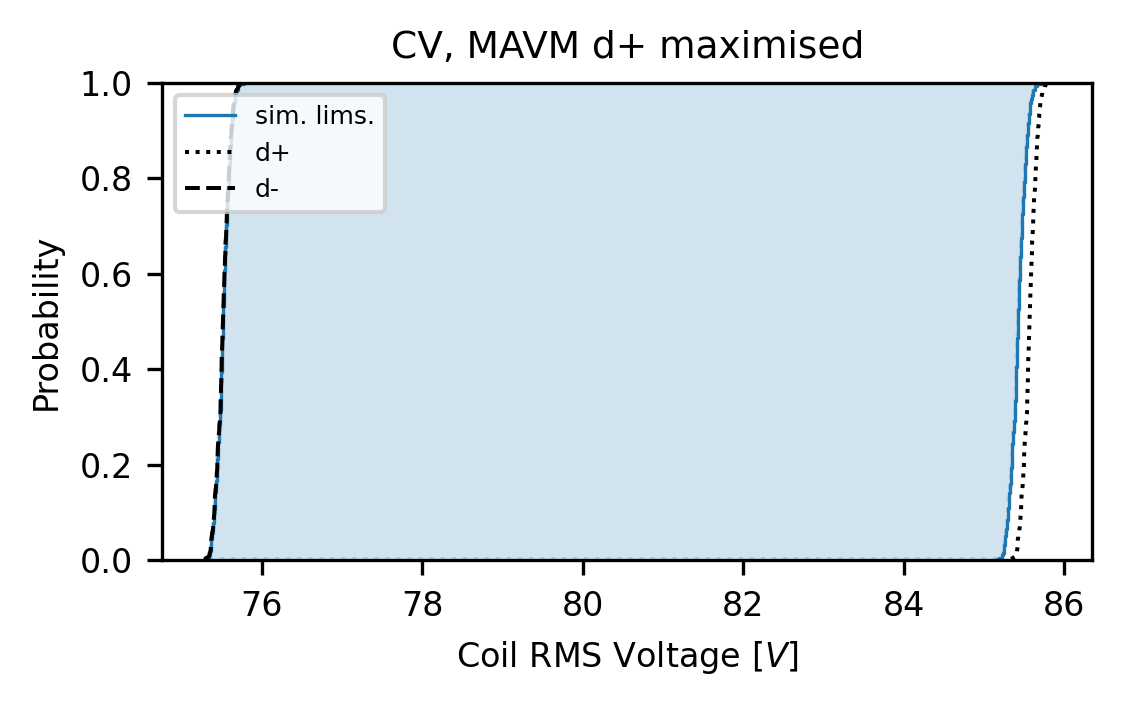 CV, MAVM d+ maximised
1.0
0.8
0.6
0.4
0.2
0.0
Probability
sim. lims.
d+
d-
76 78 80 82 84 86
Coil RMS Voltage [V]